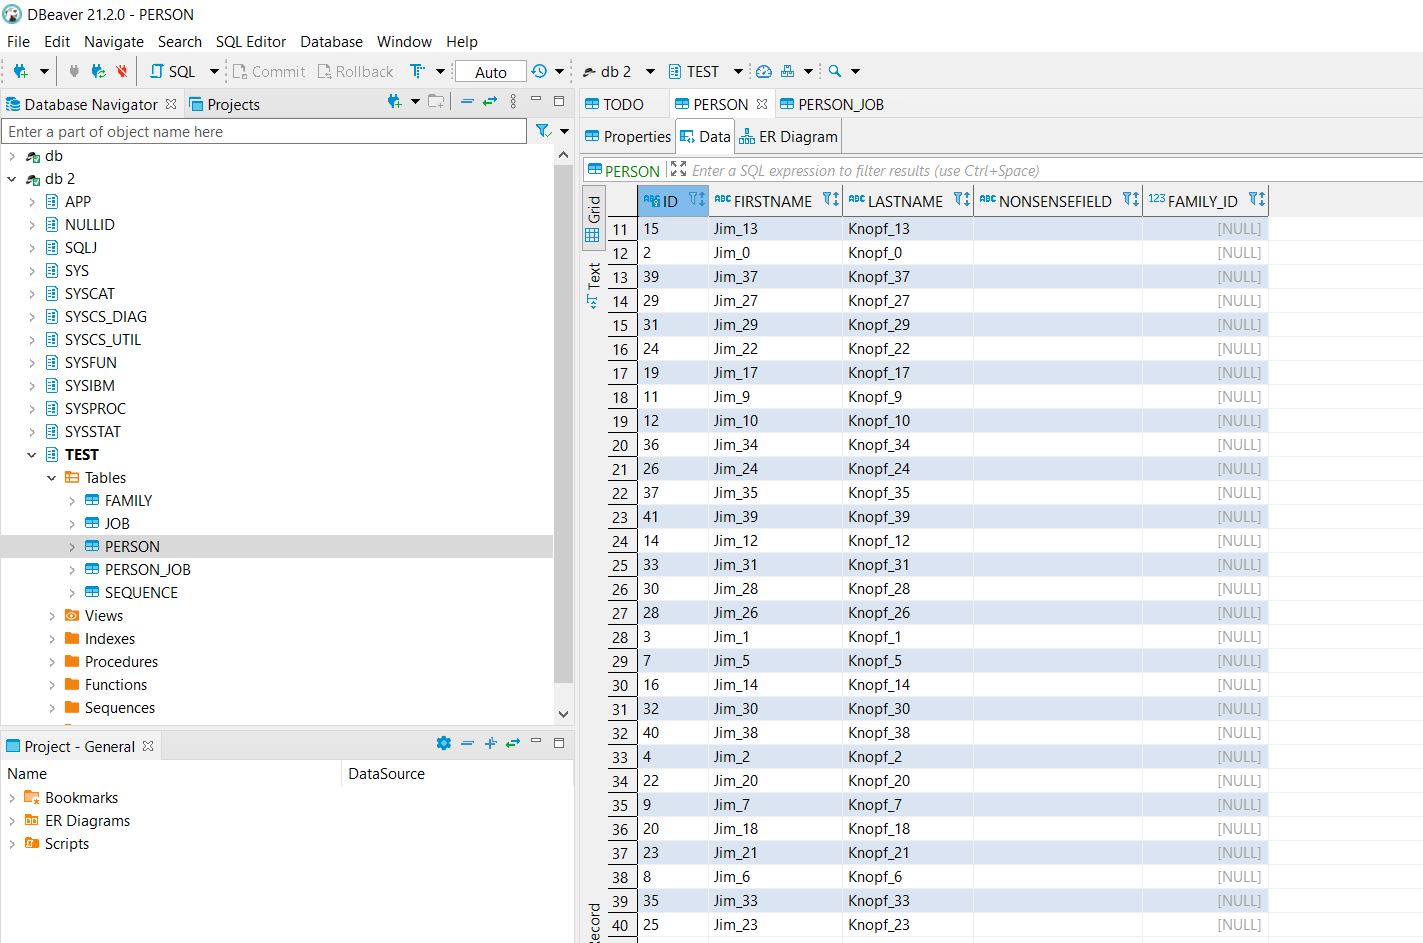 DBeaver 21.2.0 - PERSON
File Edit Navigate Search SQL Editor Database Window Help
SQL Commit Rollback Auto db 2 TEST
Database Navigator Projects
Enter a part of object name here
db
db 2
APP
NULLID
SQLJ
SYS
SYSCAT
SYSCS_DIAG
SYSCS_UTIL
SYSFUN
SYSIBM
SYSPROC
SYSSTAT
TEST
Tables
FAMILY
JOB
PERSON
PERSON_JOB
SEQUENCE
Views
Indexes
Procedures
Functions
Sequences
Project - General
Name DataSource
Bookmarks
ER Diagrams
Scripts
TODO PERSON PERSON_JOB
Properties Data ER Diagram
PERSON Enter a SQL expression to filter results (use Ctrl+Space)
Grid
Text
ABC ID ABC FIRSTNAME ABC LASTNAME ABC NONSENSEFIELD 123 FAMILY_ID
11 15 Jim_13 Knopf_13 [NULL]
12 2 Jim_0 Knopf_0 [NULL]
13 39 Jim_37 Knopf_37 [NULL]
14 29 Jim_27 Knopf_27 [NULL]
15 31 Jim_29 Knopf_29 [NULL]
16 24 Jim_22 Knopf_22 [NULL]
17 19 Jim_17 Knopf_17 [NULL]
18 11 Jim_9 Knopf_9 [NULL]
19 12 Jim_10 Knopf_10 [NULL]
20 36 Jim_34 Knopf_34 [NULL]
21 26 Jim_24 Knopf_24 [NULL]
22 37 Jim_35 Knopf_35 [NULL]
23 41 Jim_39 Knopf_39 [NULL]
24 14 Jim_12 Knopf_12 [NULL]
25 33 Jim_31 Knopf_31 [NULL]
26 30 Jim_28 Knopf_28 [NULL]
27 28 Jim_26 Knopf_26 [NULL]
28 3 Jim_1 Knopf_1 [NULL]
29 7 Jim_5 Knopf_5 [NULL]
30 16 Jim_14 Knopf_14 [NULL]
31 32 Jim_30 Knopf_30 [NULL]
32 40 Jim_38 Knopf_38 [NULL]
33 4 Jim_2 Knopf_2 [NULL]
34 22 Jim_20 Knopf_20 [NULL]
35 9 Jim_7 Knopf_7 [NULL]
36 20 Jim_18 Knopf_18 [NULL]
37 23 Jim_21 Knopf_21 [NULL]
38 8 Jim_6 Knopf_6 [NULL]
39 35 Jim_33 Knopf_33 [NULL]
40 25 Jim_23 Knopf_23 [NULL]